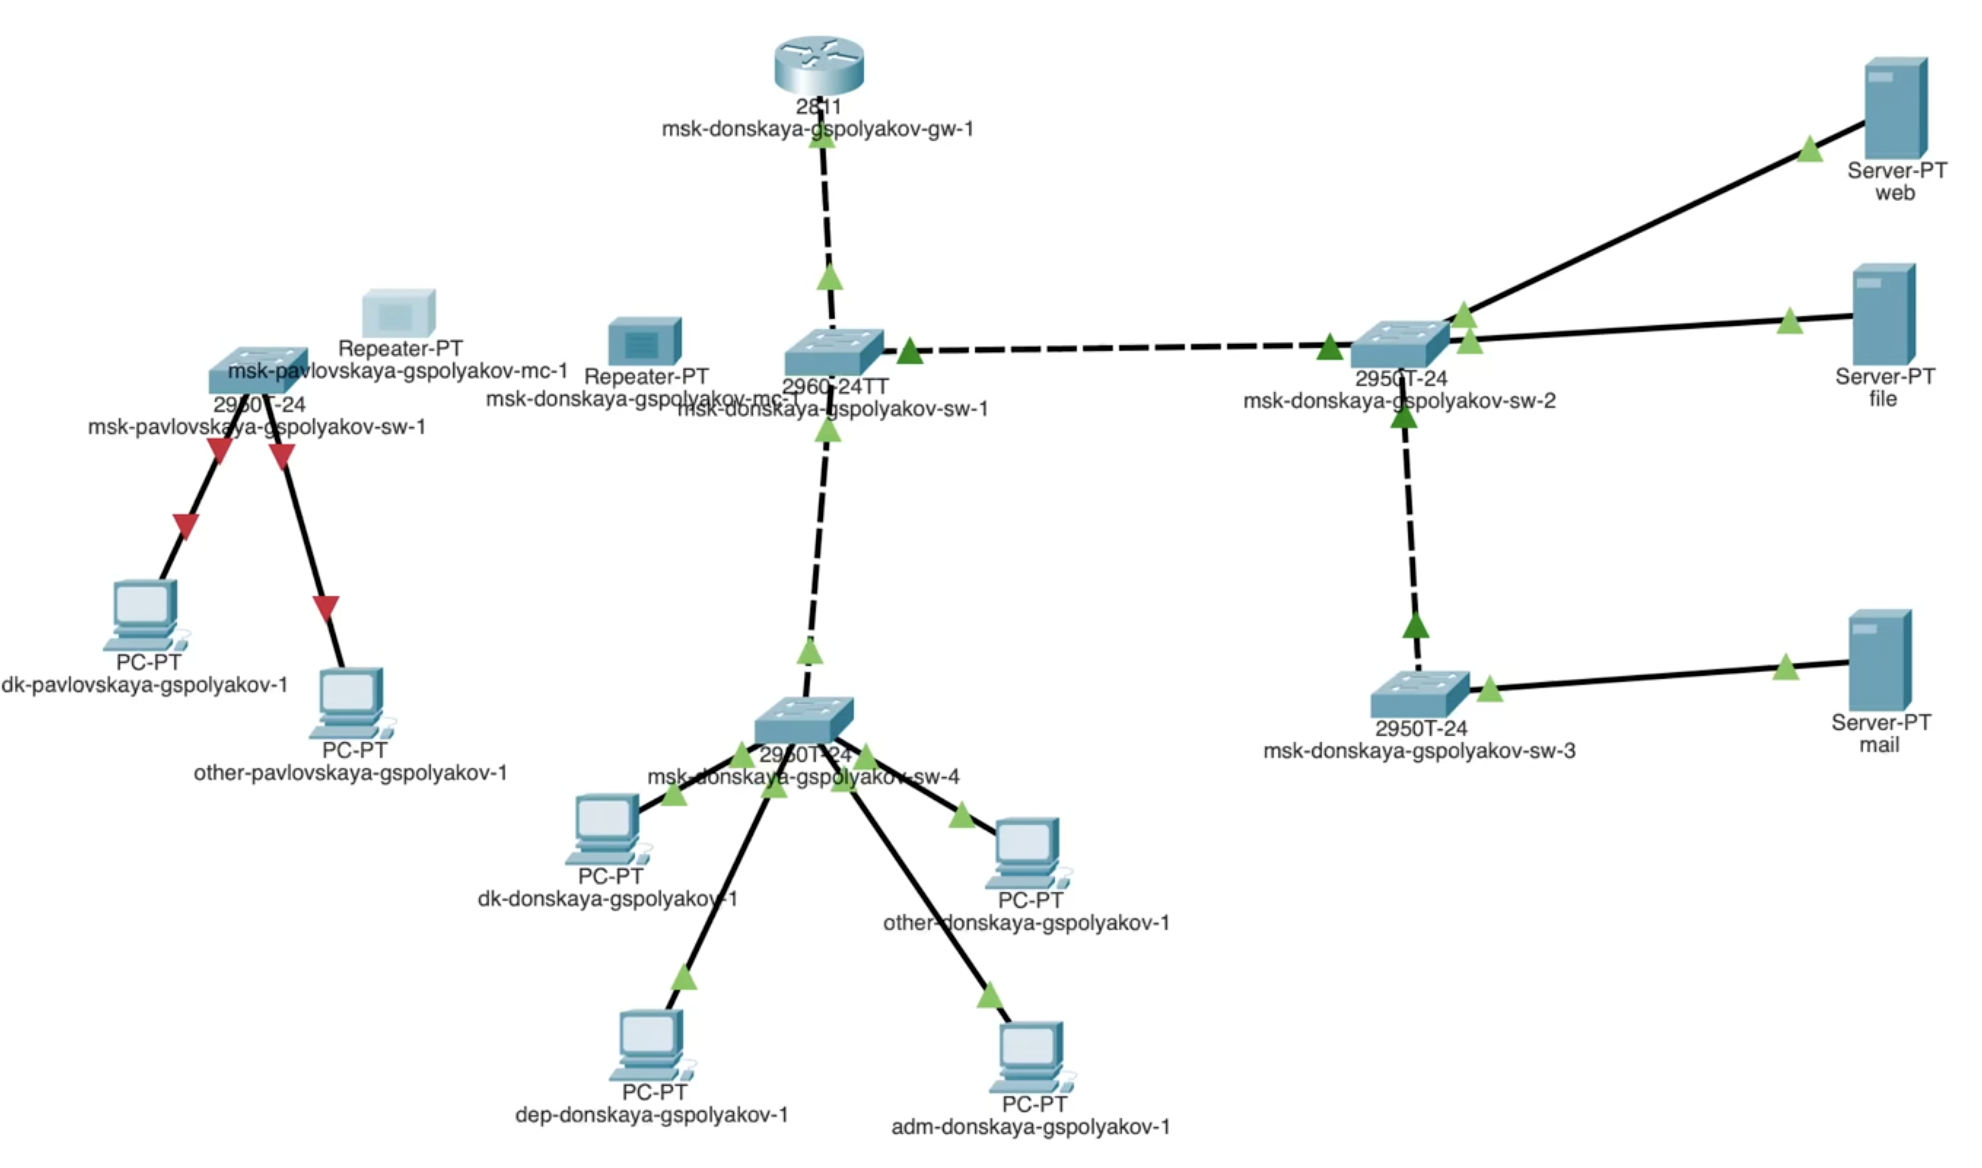 2811
msk-donskaya-gspolyakov-gw-1
Server-PT
web
Repeater-PT
msk-pavlovskaya-gspolyakov-mc-1
2950T-24
msk-pavlovskaya-gspolyakov-sw-1
Repeater-PT
msk-donskaya-gspolyakov-mc-1
2960-24TT
msk-donskaya-gspolyakov-sw-1
2950T-24
msk-donskaya-gspolyakov-sw-2
Server-PT
file
PC-PT
dk-pavlovskaya-gspolyakov-1
PC-PT
other-pavlovskaya-gspolyakov-1
2950T-24
msk-donskaya-gspolyakov-sw-4
2950T-24
msk-donskaya-gspolyakov-sw-3
Server-PT
mail
PC-PT
dk-donskaya-gspolyakov-1
PC-PT
other-donskaya-gspolyakov-1
PC-PT
dep-donskaya-gspolyakov-1
PC-PT
adm-donskaya-gspolyakov-1